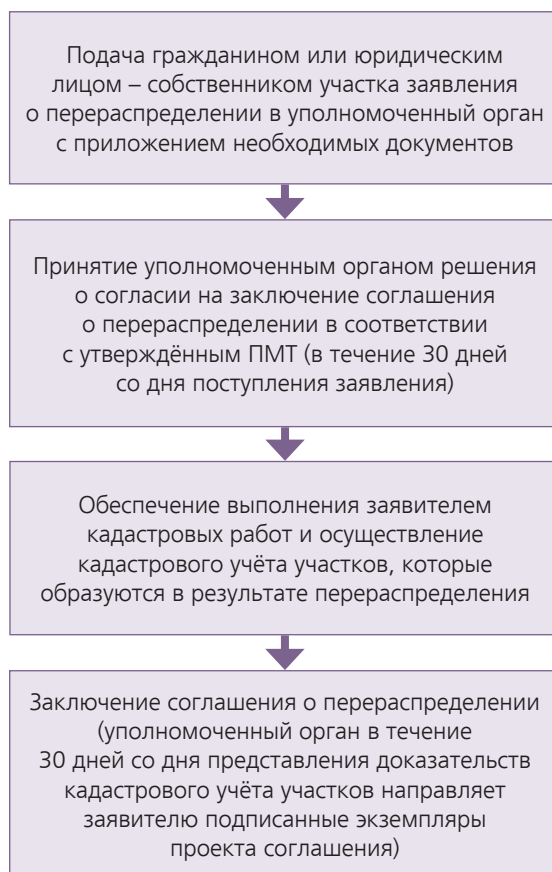 Подача гражданином или юридическим
лицом – собственником участка заявления
о перераспределении в уполномоченный орган
с приложением необходимых документов
Принятие уполномоченным органом решения
о согласии на заключение соглашения
о перераспределении в соответствии
с утверждённым ПМТ (в течение 30 дней
со дня поступления заявления)
Обеспечение выполнения заявителем
кадастровых работ и осуществление
кадастрового учёта участков, которые
образуются в результате перераспределения
Заключение соглашения о перераспределении
(уполномоченный орган в течение
30 дней со дня представления доказательств
кадастрового учёта участков направляет
заявителю подписанные экземпляры
проекта соглашения)